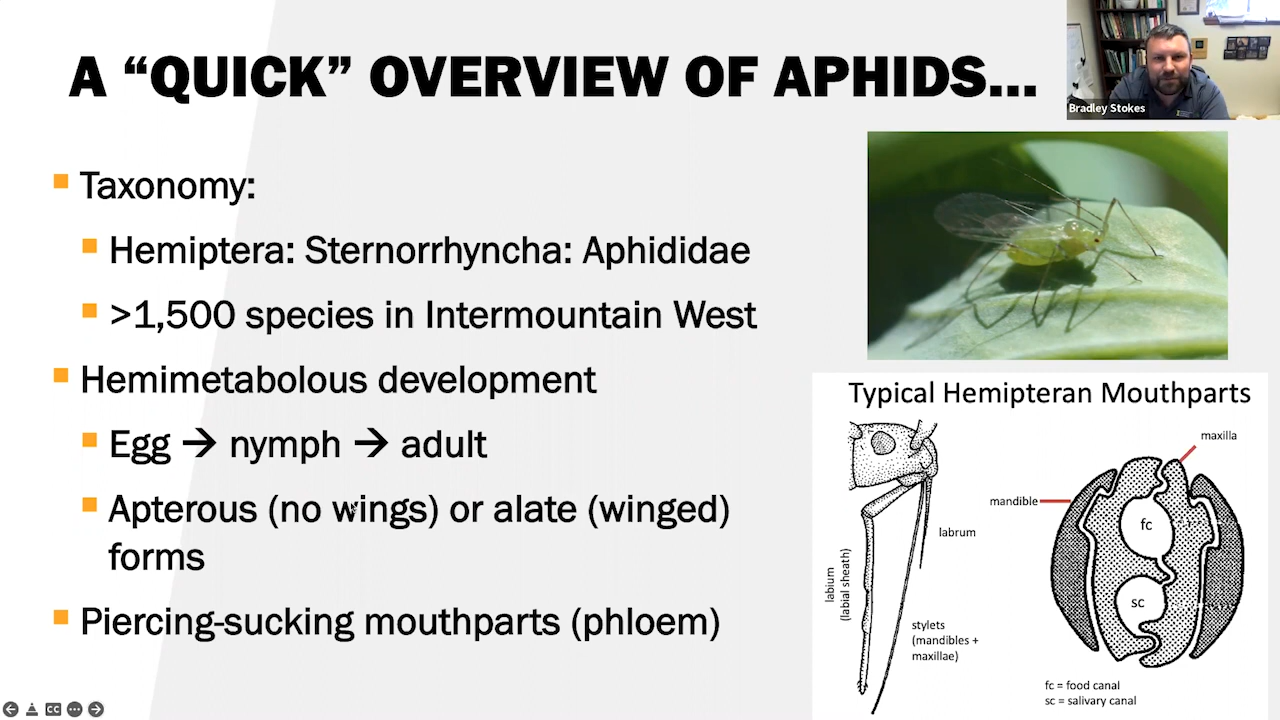 A “QUICK” OVERVIEW OF APHIDS...
Bradley Stokes
Taxonomy:
Hemiptera: Sternorrhyncha: Aphididae
>1,500 species in Intermountain West
Hemimetabolous development
Egg → nymph → adult
Apterous (no wings) or alate (winged)
forms
Piercing-sucking mouthparts (phloem)
Typical Hemipteran Mouthparts
maxilla
mandible
fc
labrum
labium
(labial sheath)
sc
stylets
(mandibles +
maxillae)
fc = food canal
sc = salivary canal
CC